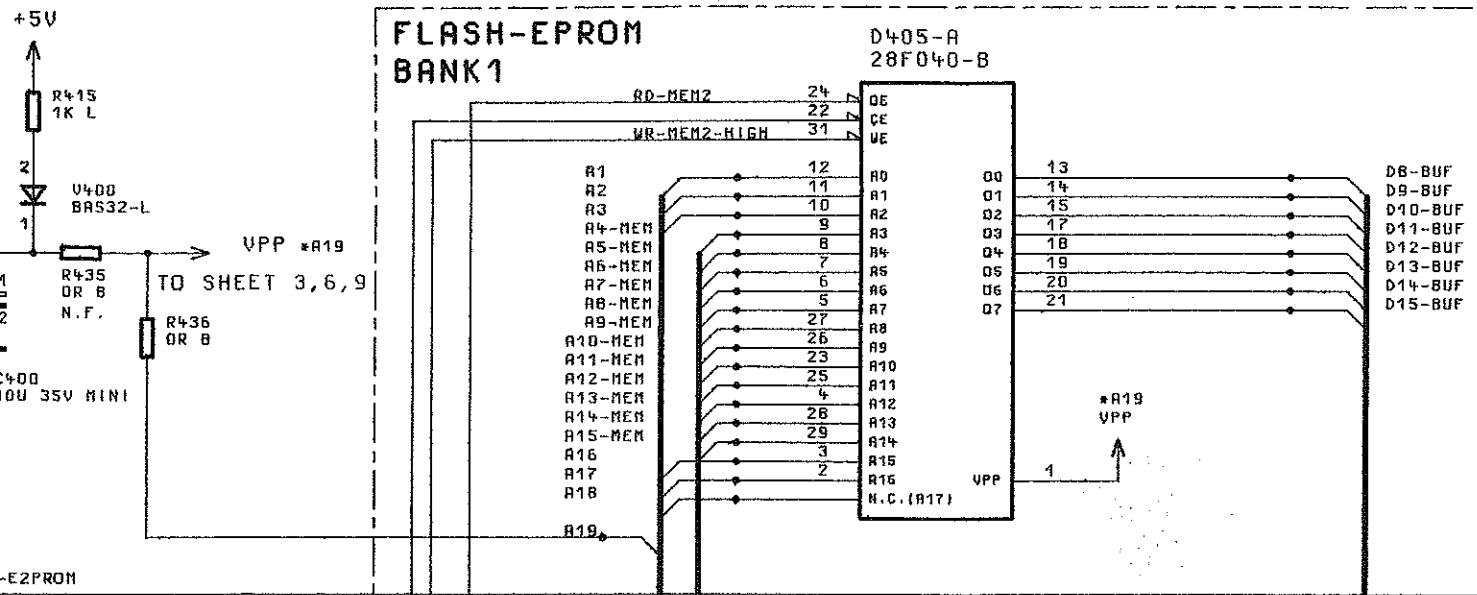 +5V
R415
1K L
2
V400
BAS32-L
1
VPP *A19
TO SHEET 3,6,9
R435
0R B
N.F.
R436
0R B
C400
35V MINI
-E2PROM
FLASH-EPROM
BANK1
D405-A
28F040-B
RD-MEM2 24 OE
22 CE
WR-MEM2-HIGH 31 WE
A1 12 A0
A2 11 A1
A3 10 A2
A4-MEM 9 A3
A5-MEM 8 A4
A6-MEM 7 A5
A7-MEM 6 A6
A8-MEM 5 A7
A9-MEM 27 A8
A10-MEM 26 A9
A11-MEM 23 A10
A12-MEM 25 A11
A13-MEM 4 A12
A14-MEM 28 A13
A15-MEM 29 A14
A16 3 A15
A17 2 A16
A18 N.C.(A17)
A19
O0 13 D8-BUF
O1 14 D9-BUF
O2 15 D10-BUF
O3 17 D11-BUF
O4 18 D12-BUF
O5 19 D13-BUF
O6 20 D14-BUF
O7 21 D15-BUF
*A19
VPP
VPP 1